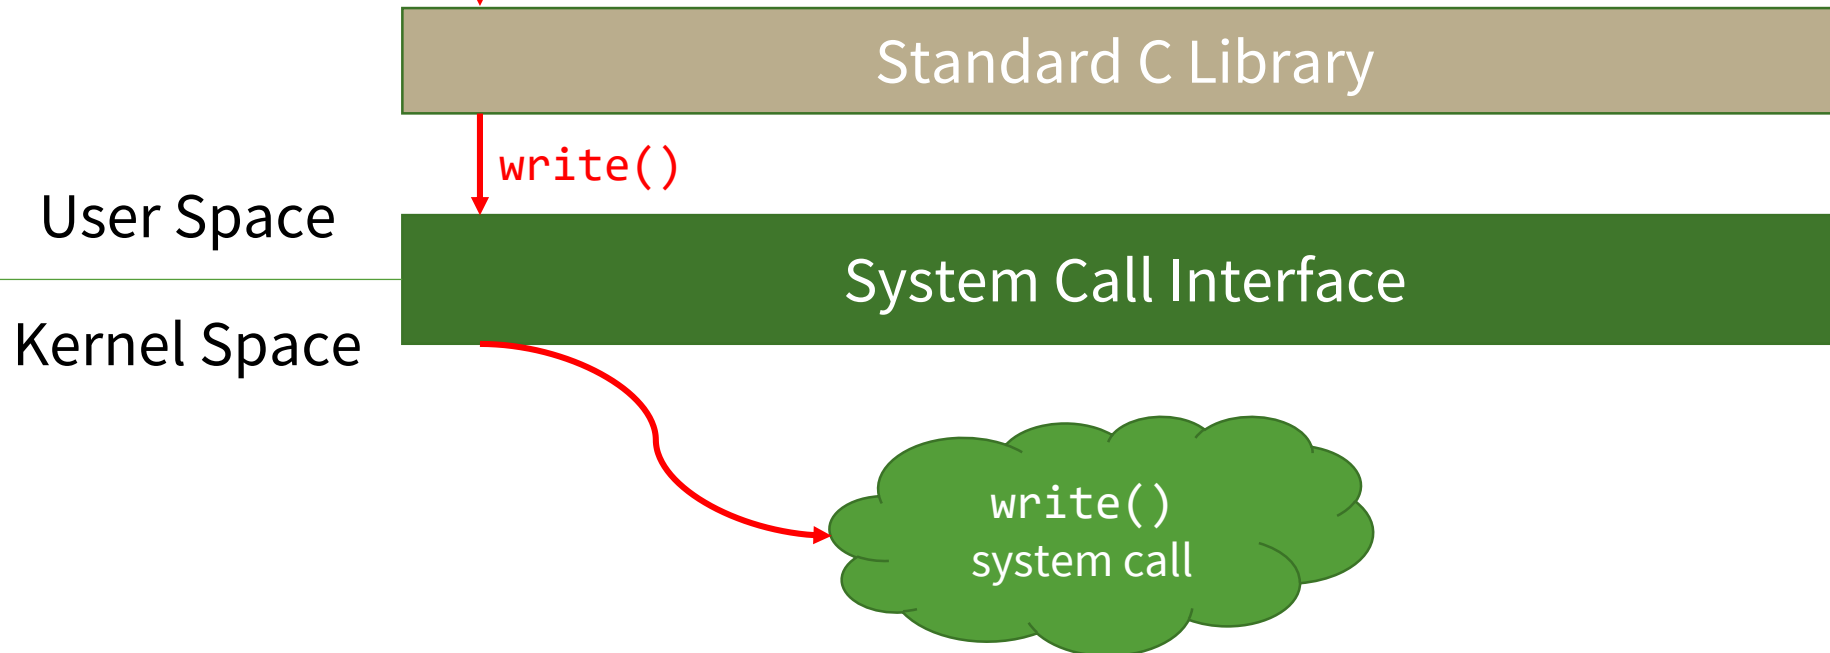 Standard C Library
write()
User Space
System Call Interface
Kernel Space
write()
system call